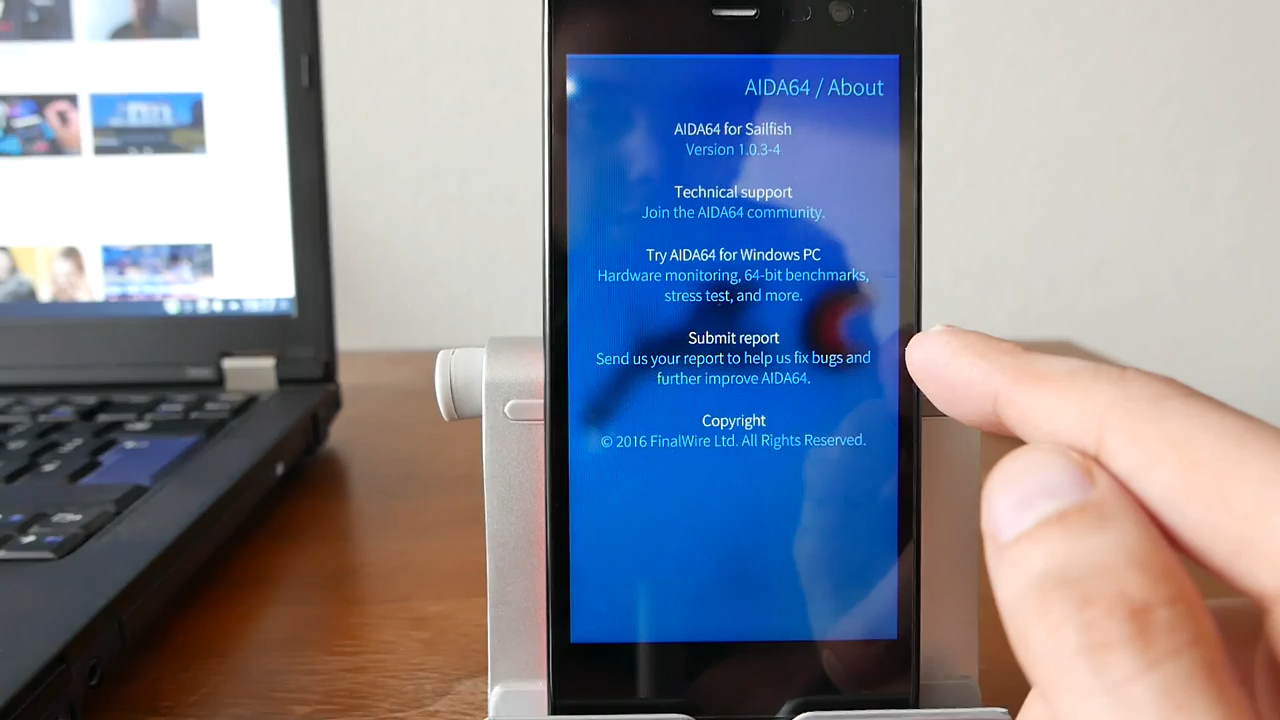 AIDA64 / About
AIDA64 for Sailfish
Version 1.0.3-4
Technical support
Join the AIDA64 community.
Try AIDA64 for Windows PC
Hardware monitoring, 64-bit benchmarks,
stress test, and more.
Submit report
Send us your report to help us fix bugs and
further improve AIDA64.
Copyright
© 2016 FinalWire Ltd. All Rights Reserved.